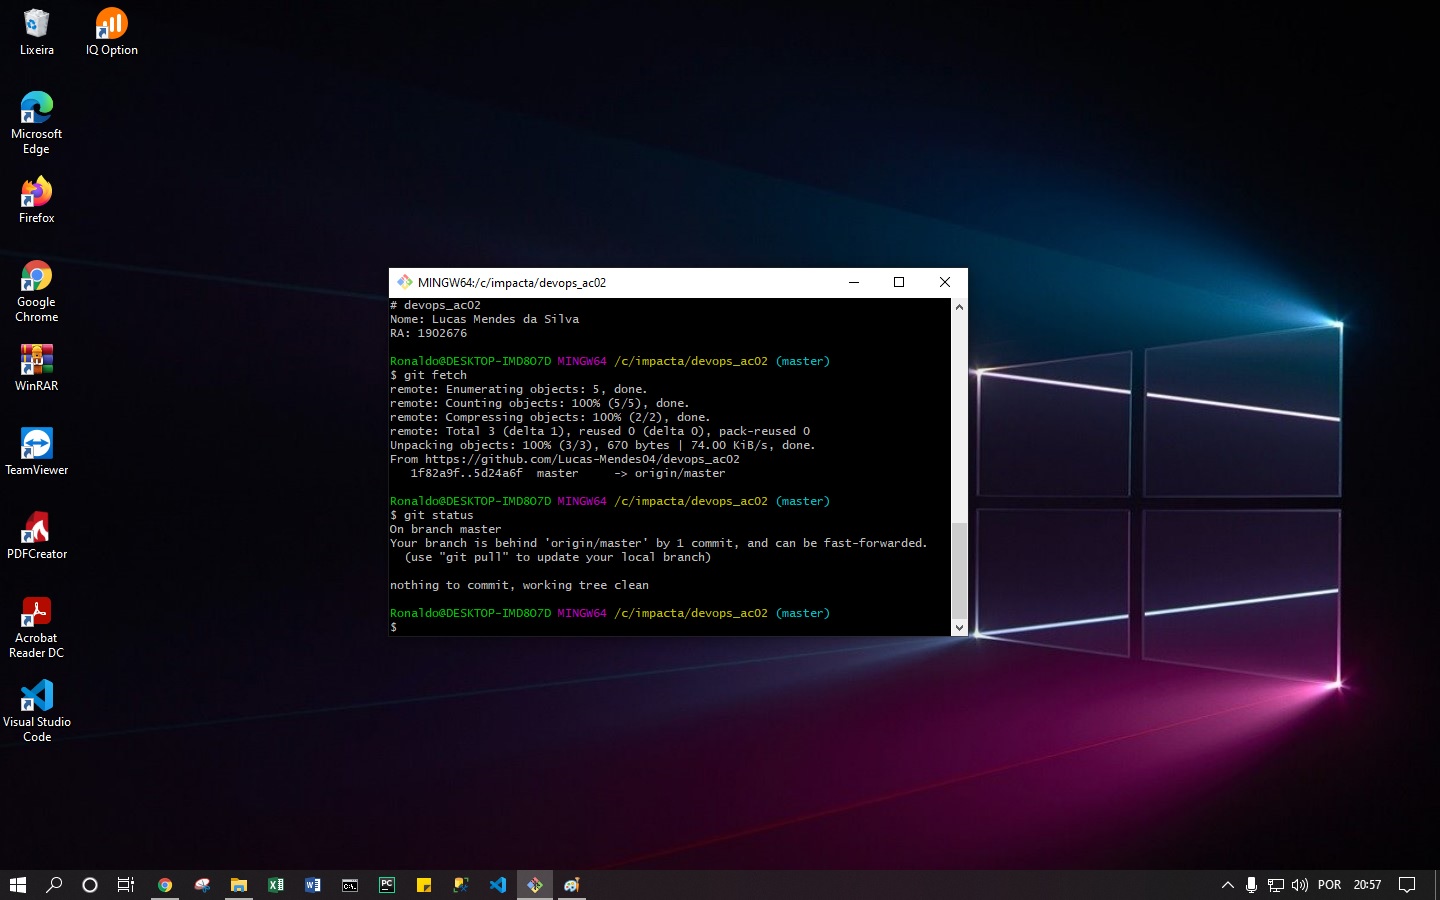 Lixeira
IQ Option
Microsoft
Edge
Firefox
Google
Chrome
WinRAR
TeamViewer
PDFCreator
Acrobat
Reader DC
Visual Studio
Code
MINGW64:/c/impacta/devops_ac02
# devops_ac02
Nome: Lucas Mendes da Silva
RA: 1902676
Ronaldo@DESKTOP-IMD8O7D MINGW64 /c/impacta/devops_ac02 (master)
$ git fetch
remote: Enumerating objects: 5, done.
remote: Counting objects: 100% (5/5), done.
remote: Compressing objects: 100% (2/2), done.
remote: Total 3 (delta 1), reused 0 (delta 0), pack-reused 0
Unpacking objects: 100% (3/3), 670 bytes | 74.00 KiB/s, done.
From https://github.com/Lucas-Mendes04/devops_ac02
   1f82a9f..5d24a6f  master     -> origin/master
Ronaldo@DESKTOP-IMD8O7D MINGW64 /c/impacta/devops_ac02 (master)
$ git status
On branch master
Your branch is behind 'origin/master' by 1 commit, and can be fast-forwarded.
  (use "git pull" to update your local branch)
nothing to commit, working tree clean
Ronaldo@DESKTOP-IMD8O7D MINGW64 /c/impacta/devops_ac02 (master)
$
POR 20:57